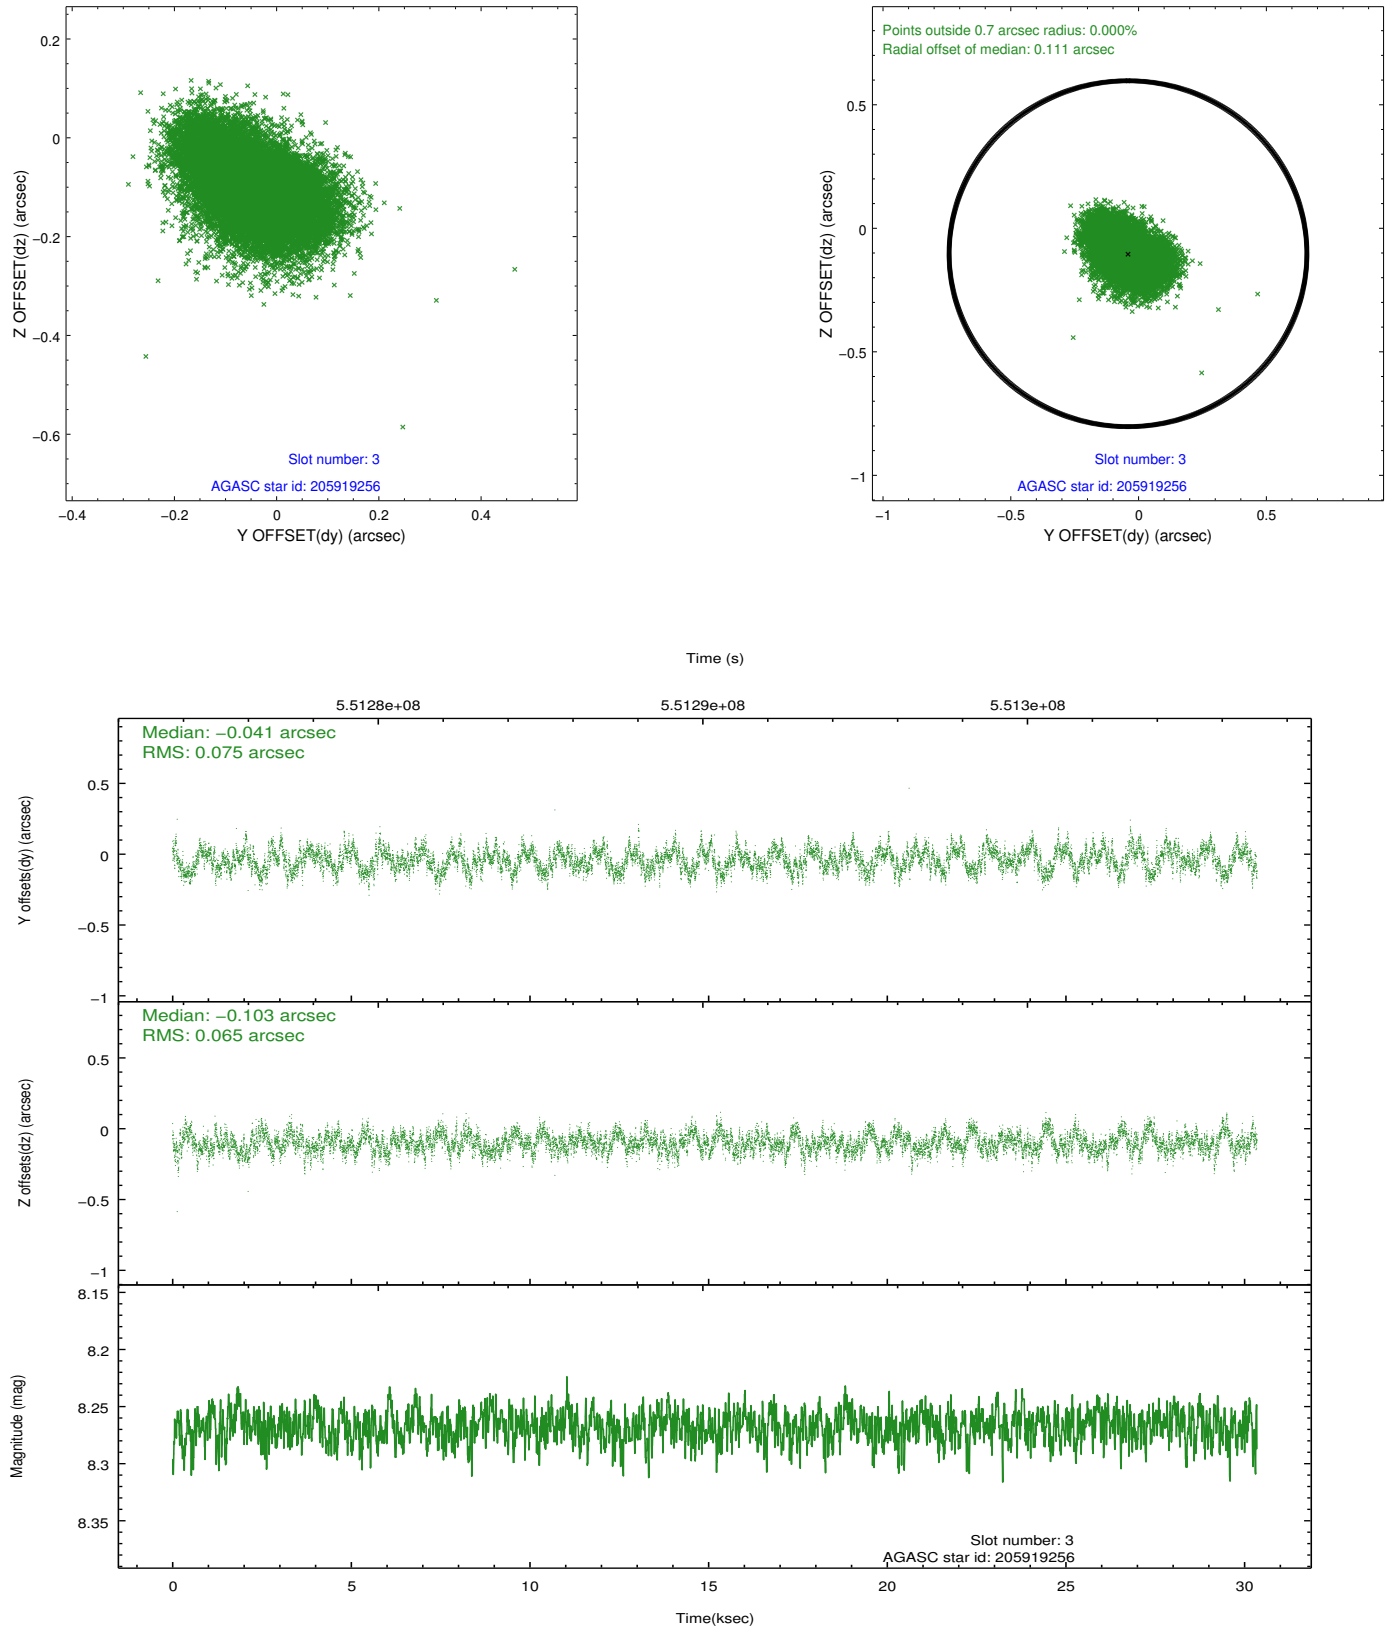 0.2
0
−0.2
−0.4
−0.6
Z OFFSET(dz) (arcsec)
Slot number: 3
AGASC star id: 205919256
−0.4
−0.2
0
0.2
0.4
Y OFFSET(dy) (arcsec)
Points outside 0.7 arcsec radius: 0.000%
Radial offset of median: 0.111 arcsec
0.5
0
−0.5
−1
Z OFFSET(dz) (arcsec)
Slot number: 3
AGASC star id: 205919256
−1
−0.5
0
0.5
Y OFFSET(dy) (arcsec)
Time (s)
5.5128e+08
5.5129e+08
5.513e+08
Median: −0.041 arcsec
RMS: 0.075 arcsec
0.5
0
−0.5
−1
Y offsets(dy) (arcsec)
Median: −0.103 arcsec
RMS: 0.065 arcsec
0.5
0
−0.5
−1
Z offsets(dz) (arcsec)
8.15
8.2
8.25
8.3
8.35
Magnitude (mag)
Slot number: 3
AGASC star id: 205919256
0
5
10
15
20
25
30
Time(ksec)